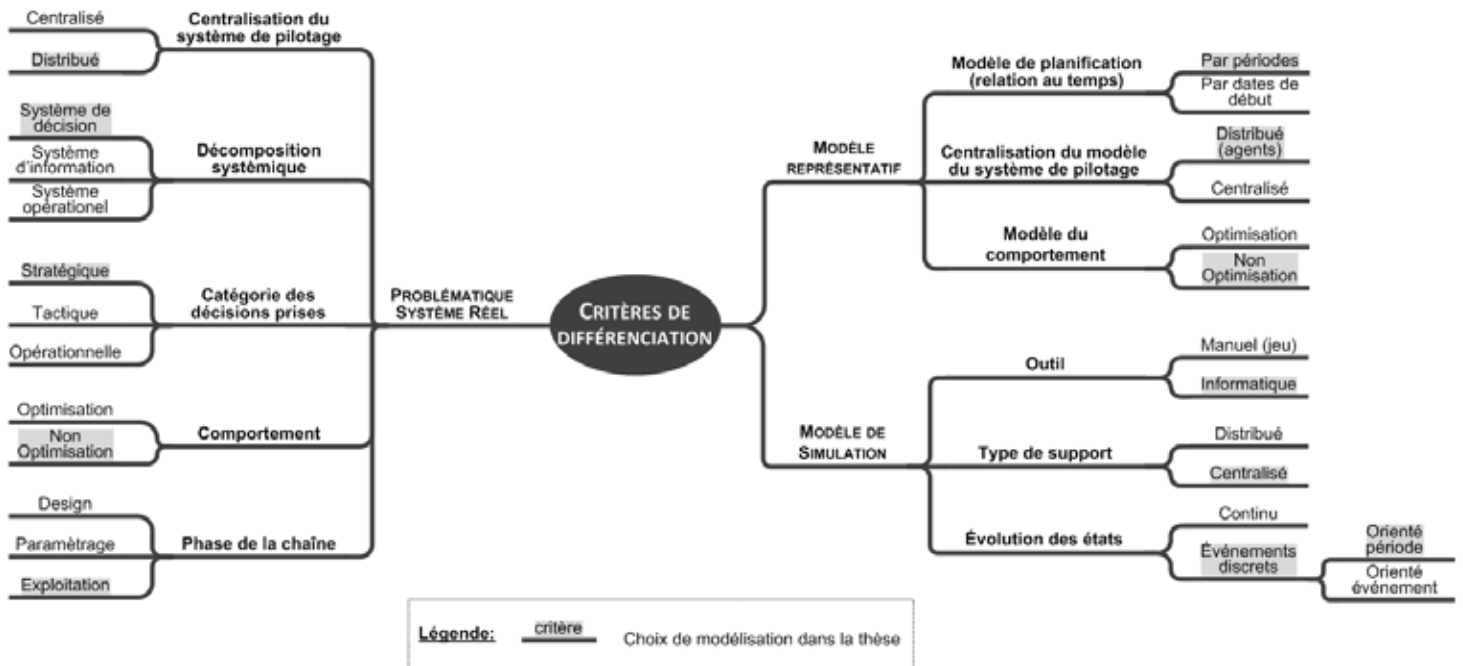 Centralisé
Distribué
Centralisation du
système de pilotage
Système de
décision
Système
d'information
Système
opérationel
Décomposition
systèmique
Stratégique
Tactique
Opérationnelle
Catégorie des
décisions prises
Optimisation
Non
Optimisation
Comportement
Design
Paramètrage
Exploitation
Phase de la chaîne
PROBLÉMATIQUE
SYSTÈME RÉEL
CRITÈRES DE
DIFFÉRENCIATION
MODÈLE
REPRÉSENTATIF
Modèle de planification
(relation au temps)
Par périodes
Par dates de
début
Centralisation du modèle
du système de pilotage
Distribué
(agents)
Centralisé
Modèle du
comportement
Optimisation
Non
Optimisation
MODÈLE DE
SIMULATION
Outil
Manuel (jeu)
Informatique
Type de support
Distribué
Centralisé
Évolution des états
Continu
Événements
discrets
Orienté
période
Orienté
événement
Légende: critère Choix de modélisation dans la thèse